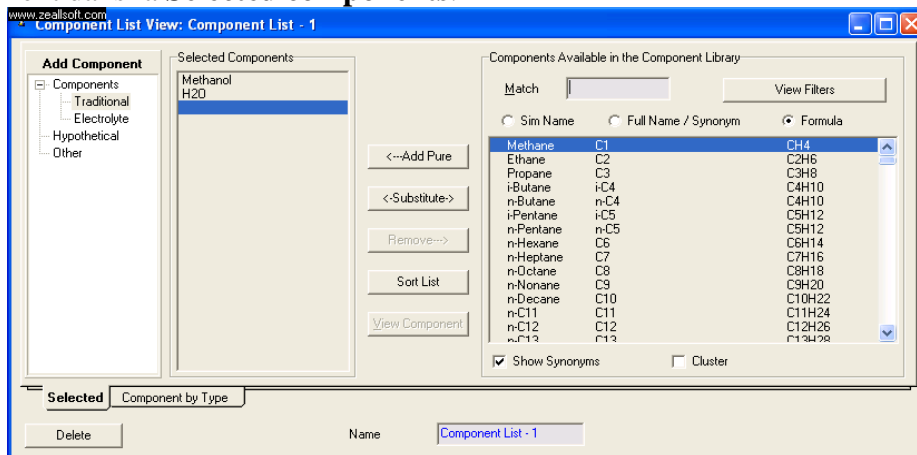 www.zeallsoft.com
Component List View: Component List - 1
Add Component
Components
Traditional
Electrolyte
Hypothetical
Other
Selected Components
Methanol
H2O
<---Add Pure
<-Substitute->
Remove--->
Sort List
View Component
Components Available in the Component Library
Match
View Filters
Sim Name Full Name / Synonym Formula
Methane C1 CH4
Ethane C2 C2H6
Propane C3 C3H8
i-Butane i-C4 C4H10
n-Butane n-C4 C4H10
i-Pentane i-C5 C5H12
n-Pentane n-C5 C5H12
n-Hexane C6 C6H14
n-Heptane C7 C7H16
n-Octane C8 C8H18
n-Nonane C9 C9H20
n-Decane C10 C10H22
n-C11 C11 C11H24
n-C12 C12 C12H26
n-C13 C13 C13H28
Show Synonyms Cluster
Selected Component by Type
Delete Name Component List - 1